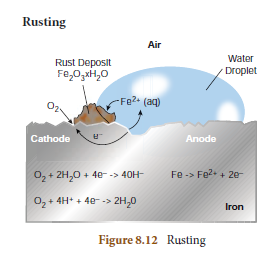 Rusting
Air
Rust Deposit
Fe₂O₃xH₂O
Water
Droplet
O₂
Fe²⁺ (aq)
Cathode
e⁻
Anode
O₂ + 2H₂O + 4e⁻ -> 4OH⁻
Fe -> Fe²⁺ + 2e⁻
O₂ + 4H⁺ + 4e⁻ -> 2H₂0
Iron
Figure 8.12 Rusting